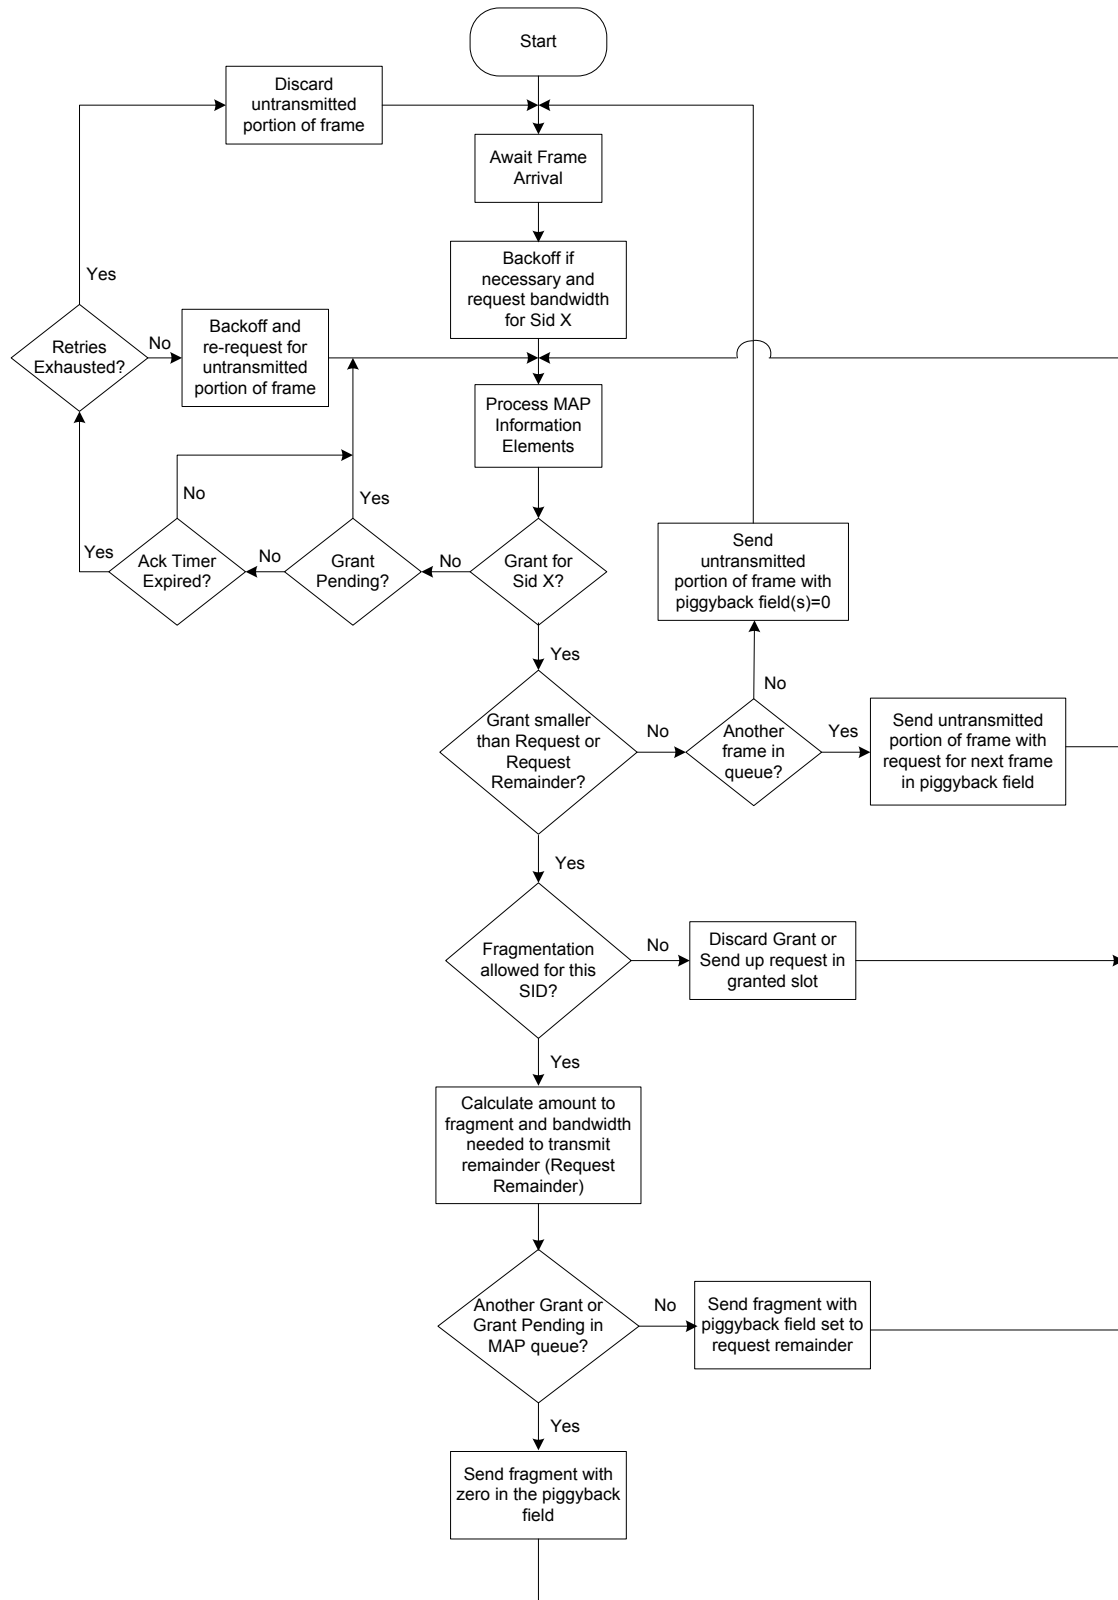 Start
Discard
untransmitted
portion of frame
Await Frame
Arrival
Backoff if
necessary and
request bandwidth
for Sid X
Yes
Retries
Exhausted?
No
Backoff and
re-request for
untransmitted
portion of frame
Process MAP
Information
Elements
No
Yes
Yes
Ack Timer
Expired?
No
Grant
Pending?
No
Grant for
Sid X?
Send
untransmitted
portion of frame with
piggyback field(s)=0
Yes
No
Grant smaller
than Request or
Request
Remainder?
No
Another
frame in
queue?
Yes
Send untransmitted
portion of frame with
request for next frame
in piggyback field
Yes
Fragmentation
allowed for this
SID?
No
Discard Grant or
Send up request in
granted slot
Yes
Calculate amount to
fragment and bandwidth
needed to transmit
remainder (Request
Remainder)
Another Grant or
Grant Pending in
MAP queue?
No
Send fragment with
piggyback field set to
request remainder
Yes
Send fragment with
zero in the piggyback
field